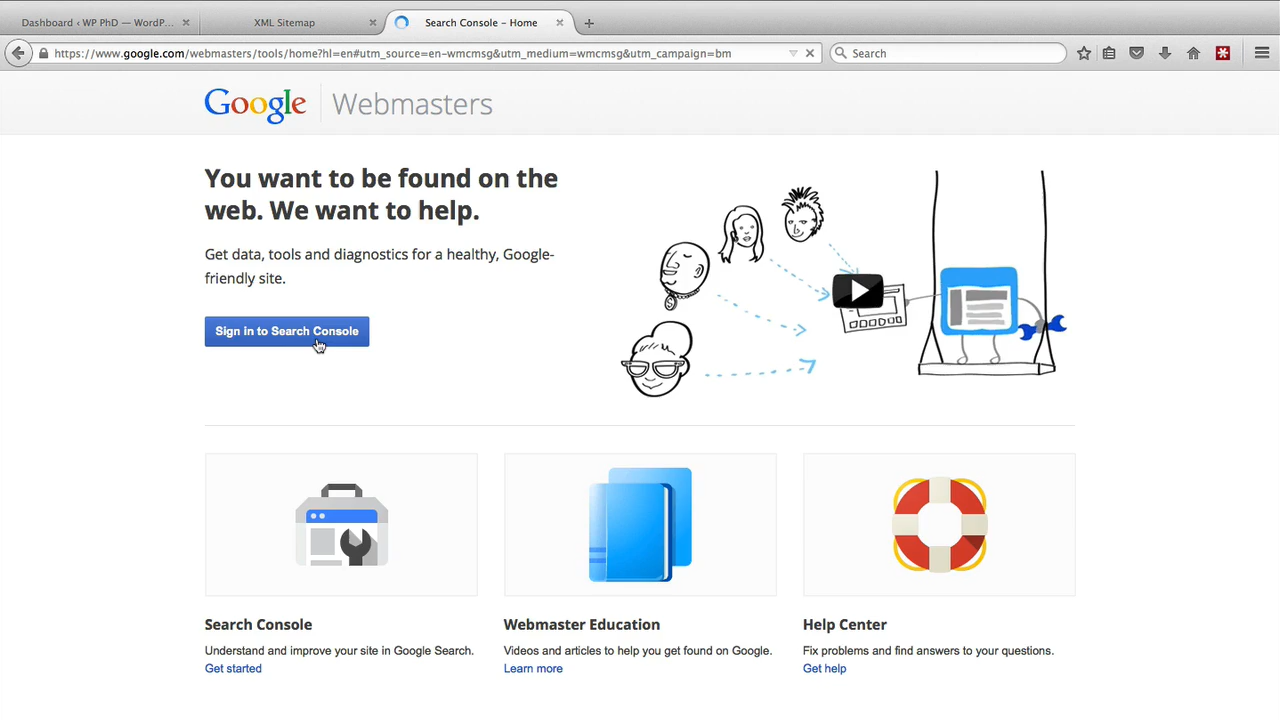 Dashboard ‹ WP PhD — WordP...
XML Sitemap
Search Console - Home
https://www.google.com/webmasters/tools/home?hl=en#utm_source=en-wmcmsg&utm_medium=wmcmsg&utm_campaign=bm
Search
Google Webmasters
You want to be found on the
web. We want to help.
Get data, tools and diagnostics for a healthy, Google-
friendly site.
Sign in to Search Console
Search Console
Understand and improve your site in Google Search.
Get started
Webmaster Education
Videos and articles to help you get found on Google.
Learn more
Help Center
Fix problems and find answers to your questions.
Get help